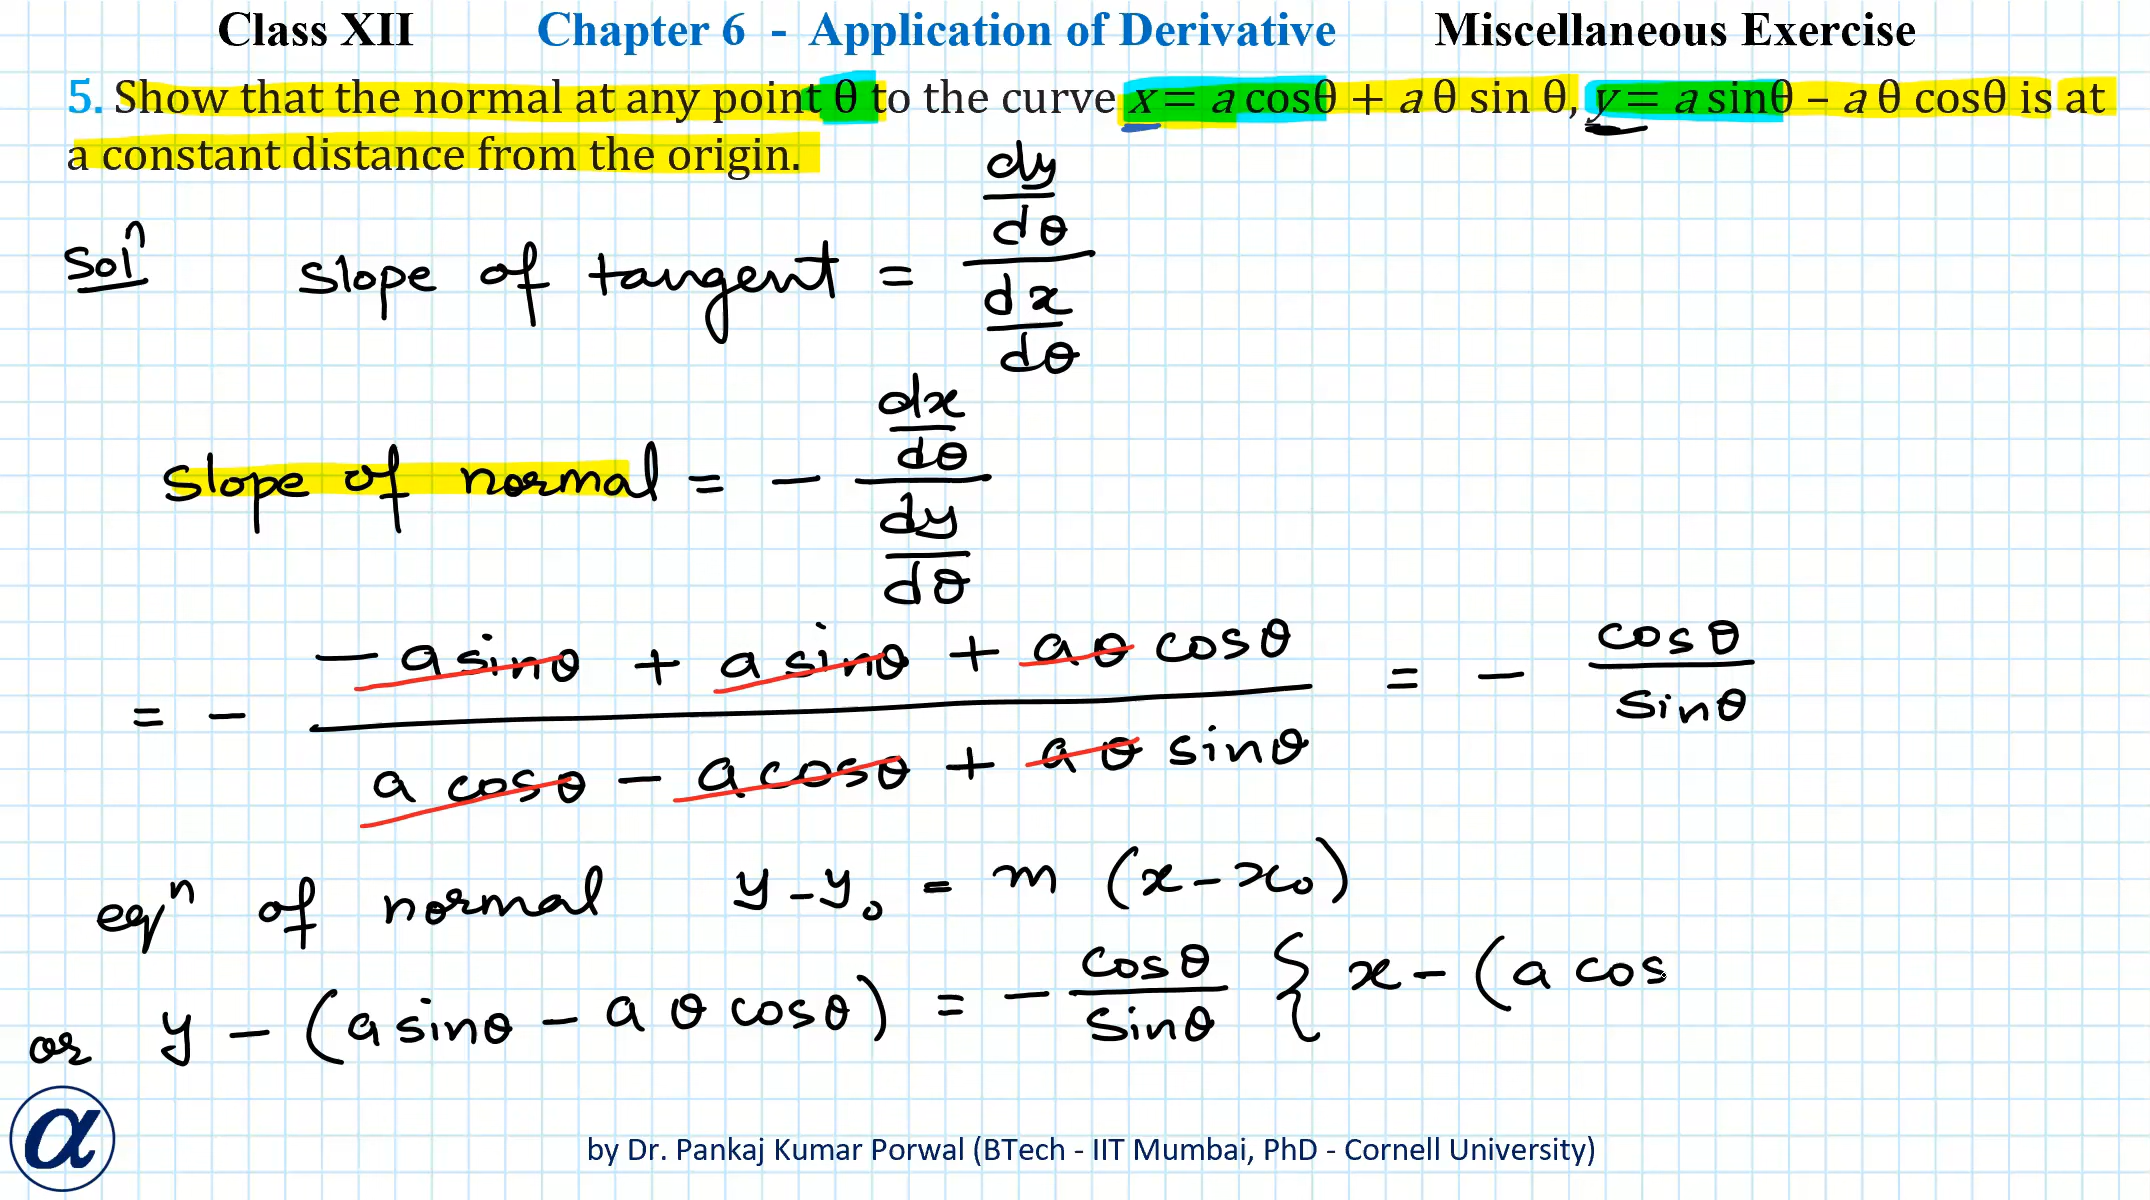 Class XII Chapter 6 - Application of Derivative Miscellaneous Exercise
5. Show that the normal at any point θ to the curve x = a cosθ + a θ sin θ, y = a sinθ – a θ cosθ is at
a constant distance from the origin.
Solⁿ slope of tangent = (dy/dθ)/(dx/dθ)
slope of normal = - (dx/dθ)/(dy/dθ)
= - (- a sinθ + a sinθ + aθ cosθ)/(a cosθ - a cosθ + aθ sinθ) = - cosθ/sinθ
eqⁿ of normal y - y₀ = m (x - x₀)
or y - (a sinθ - a θ cosθ) = - cosθ/sinθ { x - (a cos
α
by Dr. Pankaj Kumar Porwal (BTech - IIT Mumbai, PhD - Cornell University)